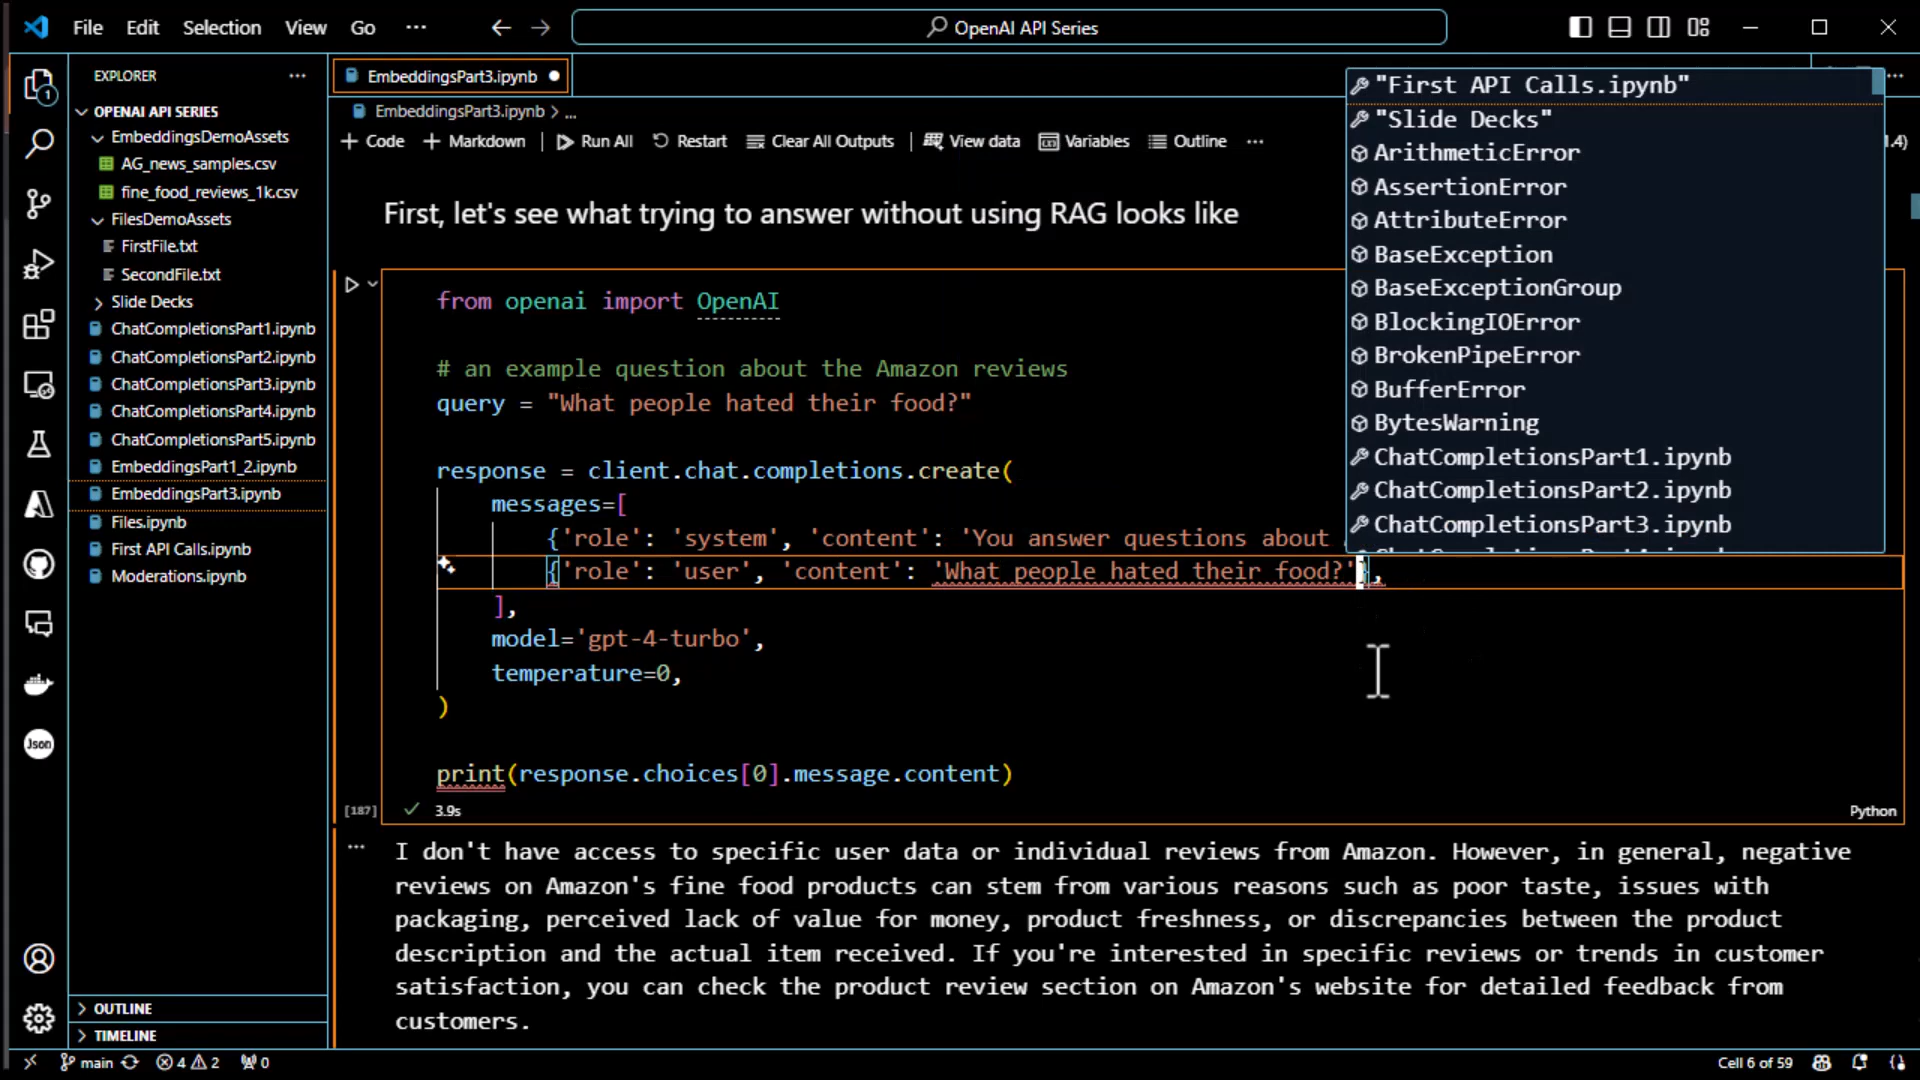 File Edit Selection View Go ··· OpenAI API Series
EXPLORER ···
OPENAI API SERIES
EmbeddingsDemoAssets
AG_news_samples.csv
fine_food_reviews_1k.csv
FilesDemoAssets
FirstFile.txt
SecondFile.txt
Slide Decks
ChatCompletionsPart1.ipynb
ChatCompletionsPart2.ipynb
ChatCompletionsPart3.ipynb
ChatCompletionsPart4.ipynb
ChatCompletionsPart5.ipynb
EmbeddingsPart1_2.ipynb
EmbeddingsPart3.ipynb
Files.ipynb
First API Calls.ipynb
Moderations.ipynb
OUTLINE
TIMELINE
1
Json
EmbeddingsPart3.ipynb
EmbeddingsPart3.ipynb > ...
+ Code + Markdown Run All Restart Clear All Outputs View data Variables Outline ··· 1.4)
First, let's see what trying to answer without using RAG looks like
from openai import OpenAI
# an example question about the Amazon reviews
query = "What people hated their food?"
response = client.chat.completions.create(
messages=[
{'role': 'system', 'content': 'You answer questions about
{'role': 'user', 'content': 'What people hated their food?'},
],
model='gpt-4-turbo',
temperature=0,
)
print(response.choices[0].message.content)
[187] 3.9s Python
"First API Calls.ipynb"
"Slide Decks"
ArithmeticError
AssertionError
AttributeError
BaseException
BaseExceptionGroup
BlockingIOError
BrokenPipeError
BufferError
BytesWarning
ChatCompletionsPart1.ipynb
ChatCompletionsPart2.ipynb
ChatCompletionsPart3.ipynb
I don't have access to specific user data or individual reviews from Amazon. However, in general, negative
reviews on Amazon's fine food products can stem from various reasons such as poor taste, issues with
packaging, perceived lack of value for money, product freshness, or discrepancies between the product
description and the actual item received. If you're interested in specific reviews or trends in customer
satisfaction, you can check the product review section on Amazon's website for detailed feedback from
customers.
main 4 2 0 Cell 6 of 59